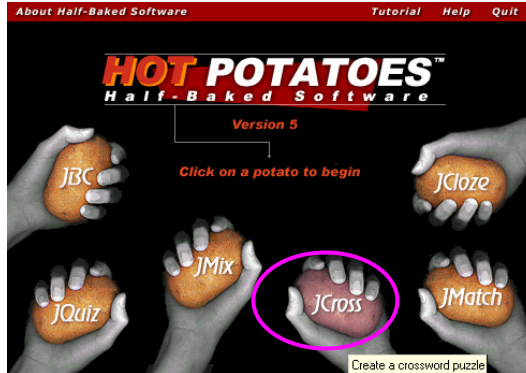 About Half-Baked Software Tutorial Help Quit
HOT POTATOES™
Half-Baked Software
Version 5
Click on a potato to begin
JBC
JCloze
JMix
JQuiz
JCross
JMatch
Create a crossword puzzle